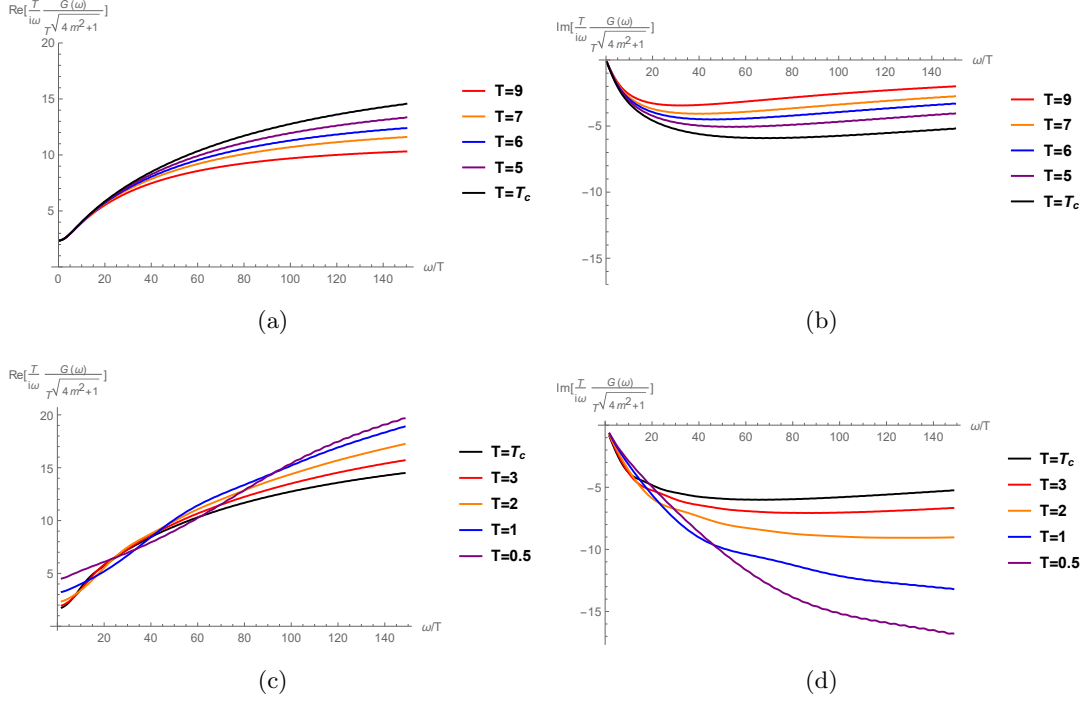 Re[T/iω G(ω)/T√4m²+1]
20
15
10
5
0 20 40 60 80 100 120 140
ω/T
T=9
T=7
T=6
T=5
T=Tc
(a)
Im[T/iω G(ω)/T√4m²+1]
ω/T
20 40 60 80 100 120 140
−5
−10
−15
T=9
T=7
T=6
T=5
T=Tc
(b)
Re[T/iω G(ω)/T√4m²+1]
20
15
10
5
20 40 60 80 100 120 140
ω/T
T=Tc
T=3
T=2
T=1
T=0.5
(c)
Im[T/iω G(ω)/T√4m²+1]
ω/T
20 40 60 80 100 120 140
−5
−10
−15
T=Tc
T=3
T=2
T=1
T=0.5
(d)